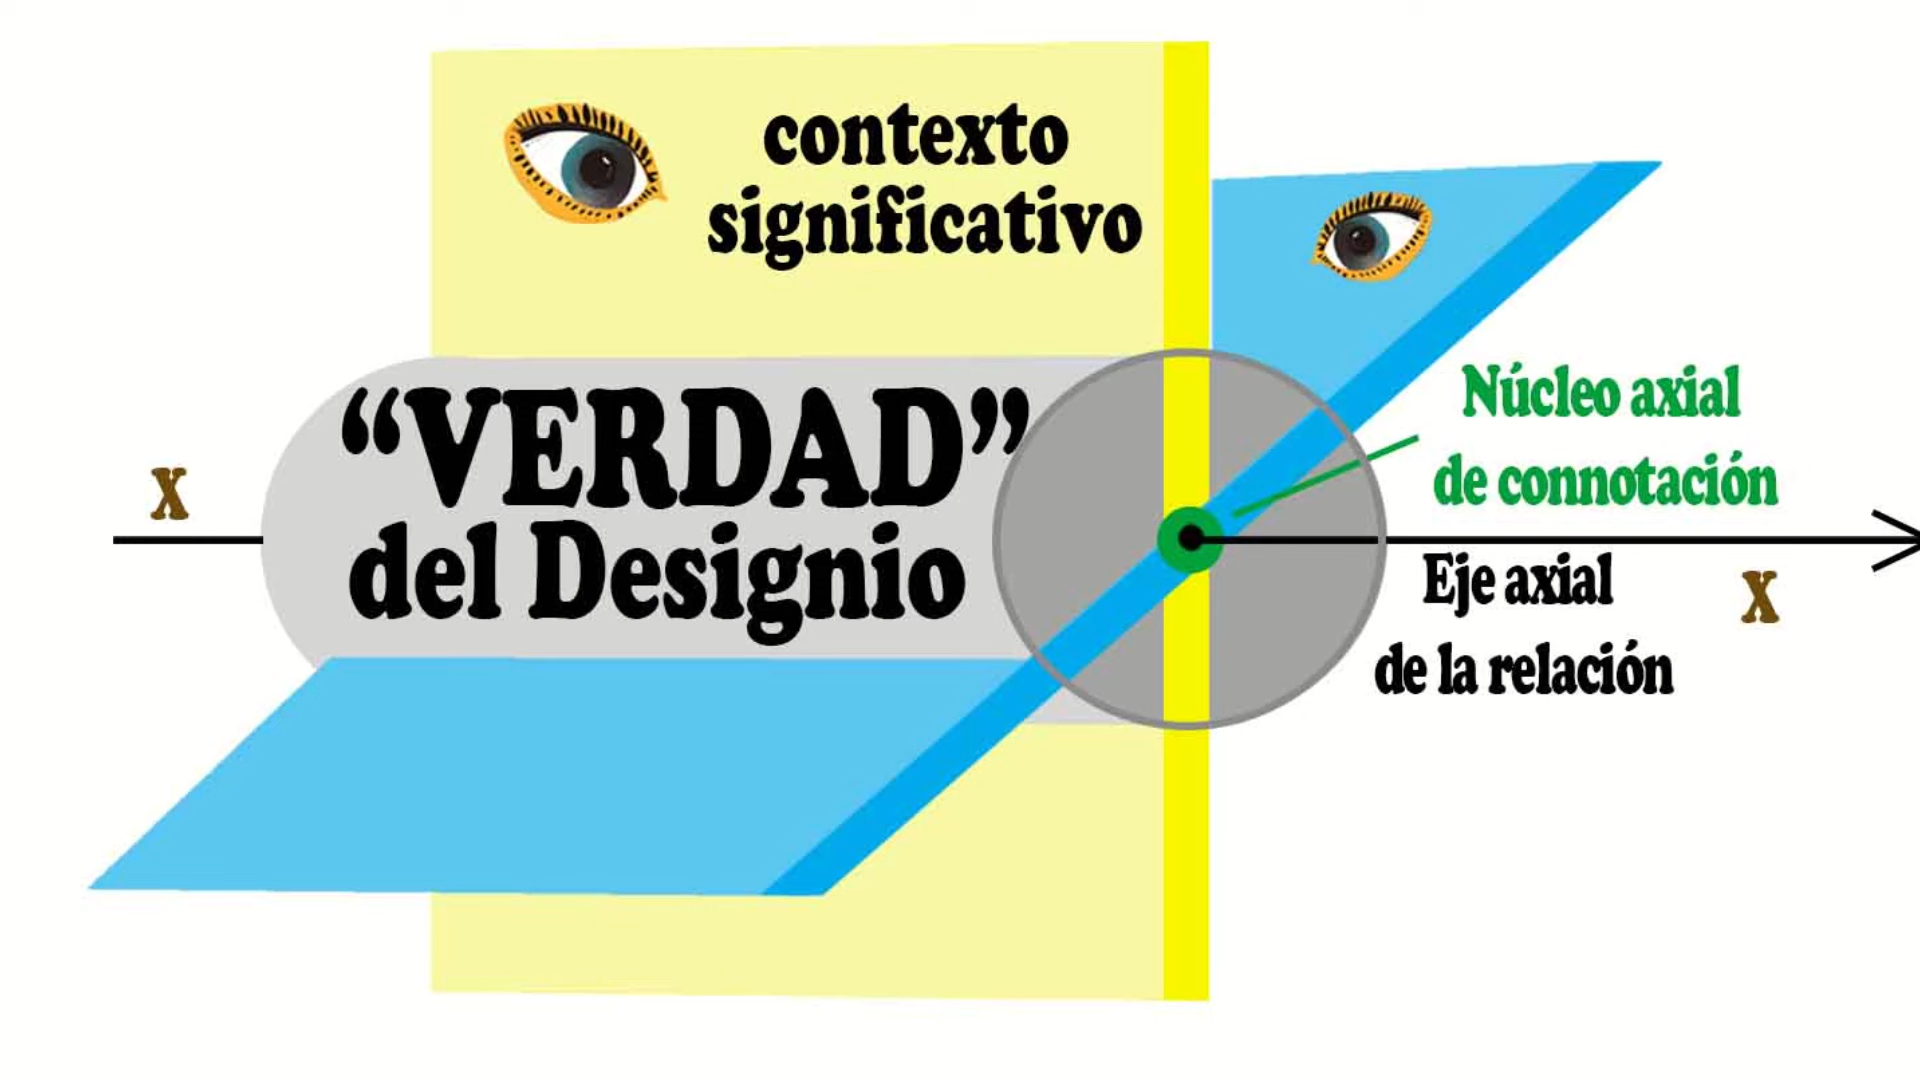 contexto
significativo
“VERDAD”
del Designio
X
Núcleo axial
de connotación
Eje axial
de la relación
X